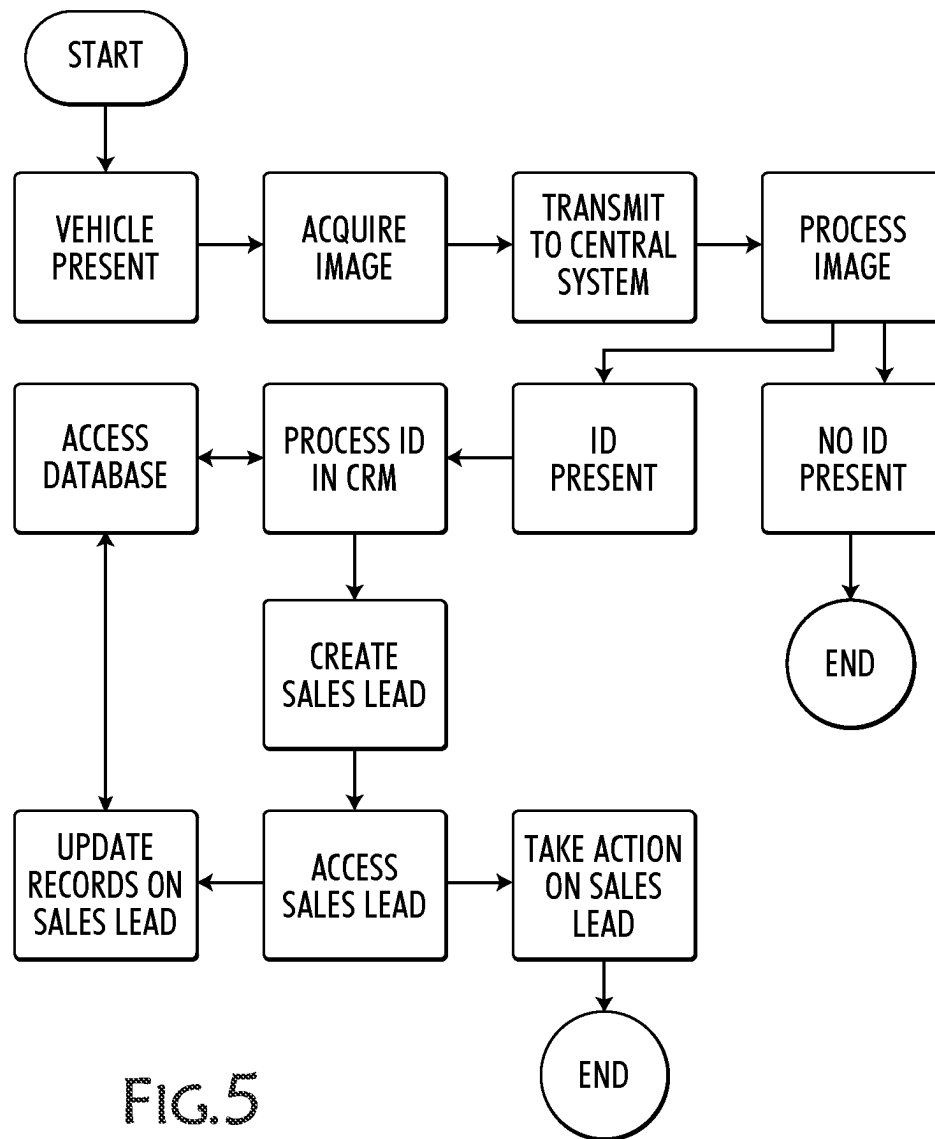 START
VEHICLE
PRESENT
ACQUIRE
IMAGE
TRANSMIT
TO CENTRAL
SYSTEM
PROCESS
IMAGE
ACCESS
DATABASE
PROCESS ID
IN CRM
ID
PRESENT
NO ID
PRESENT
CREATE
SALES LEAD
END
UPDATE
RECORDS ON
SALES LEAD
ACCESS
SALES LEAD
TAKE ACTION
ON SALES
LEAD
END
FIG.5